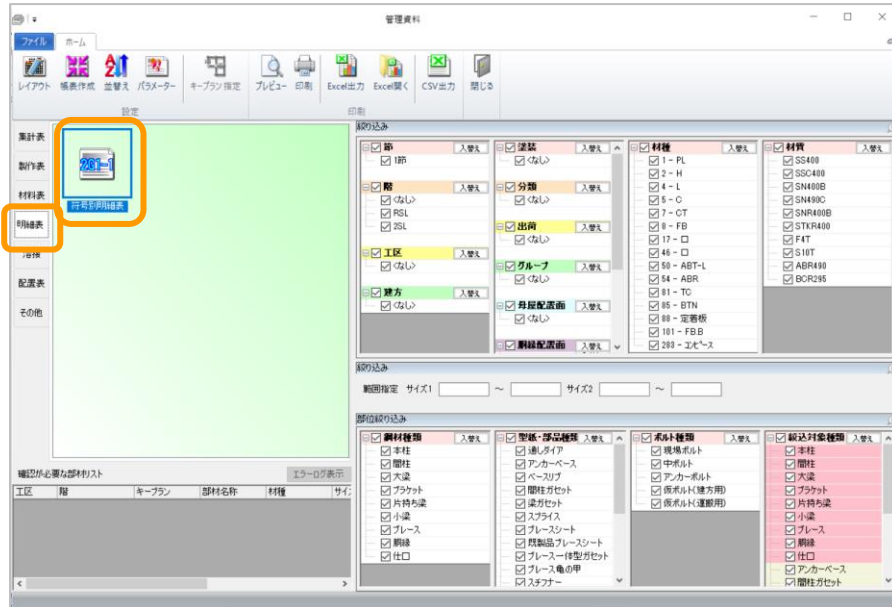 管理資料
ファイル ホーム
レイアウト 帳表作成 並替え パラメーター キープラン指定 プレビュー 印刷 Excel出力 Excel開く CSV出力 閉じる
設定 印刷
集計表
製作表
材料表
明細表
溶接
配置表
その他
201-1
符号別明細表
絞り込み
節 入替え
1節
階 入替え
<なし>
RSL
2SL
工区 入替え
<なし>
建方 入替え
<なし>
塗装 入替え
<なし>
分類 入替え
<なし>
出荷 入替え
<なし>
グループ 入替え
<なし>
母屋配置面 入替え
<なし>
胴縁配置面 入替え
材種 入替え
1 - PL
2 - H
4 - L
5 - C
7 - CT
8 - FB
17 - 口
46 - 口
50 - ABT-L
54 - ABR
81 - TC
85 - BTN
88 - 定着板
101 - FB.B
203 - エレピース
材質 入替え
SS400
SSC400
SN400B
SN490C
SNR400B
STKR400
F4T
S10T
ABR490
BCR295
絞り込み
範囲指定 サイズ1 ～ サイズ2 ～
部位絞り込み
鋼材種類 入替え
本柱
間柱
大梁
ブラケット
片持ち梁
小梁
ブレース
胴縁
仕口
型紙・部品種類 入替え
通しダイア
アンカーベース
ベースリブ
間柱ガセット
梁ガセット
スプライス
ブレースシート
既製品ブレースシート
ブレース一体型ガセット
ブレース亀の甲
スチフナー
ボルト種類 入替え
現場ボルト
中ボルト
アンカーボルト
仮ボルト(建方用)
仮ボルト(運搬用)
絞込対象種類 入替え
本柱
間柱
大梁
ブラケット
片持ち梁
小梁
ブレース
胴縁
仕口
アンカーベース
間柱ガセット
確認が必要な部材リスト エラーログ表示
工区 階 キープラン 部材名称 材種 サイズ